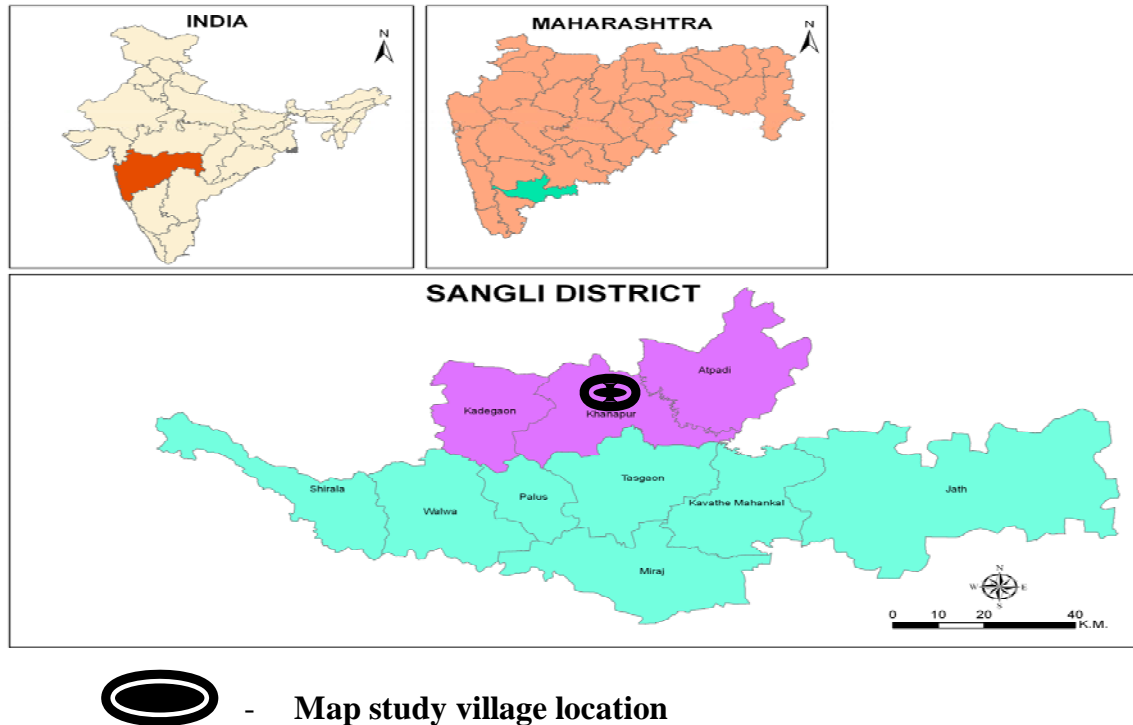 INDIA
N
MAHARASHTRA
N
SANGLI DISTRICT
Atpadi
Kadegaon
Khanapur
Tasgaon
Shirala
Palus
Jath
Kavathe Mahankal
Walwa
Miraj
N
W E
S
0 10 20 40
K.M.
- Map study village location